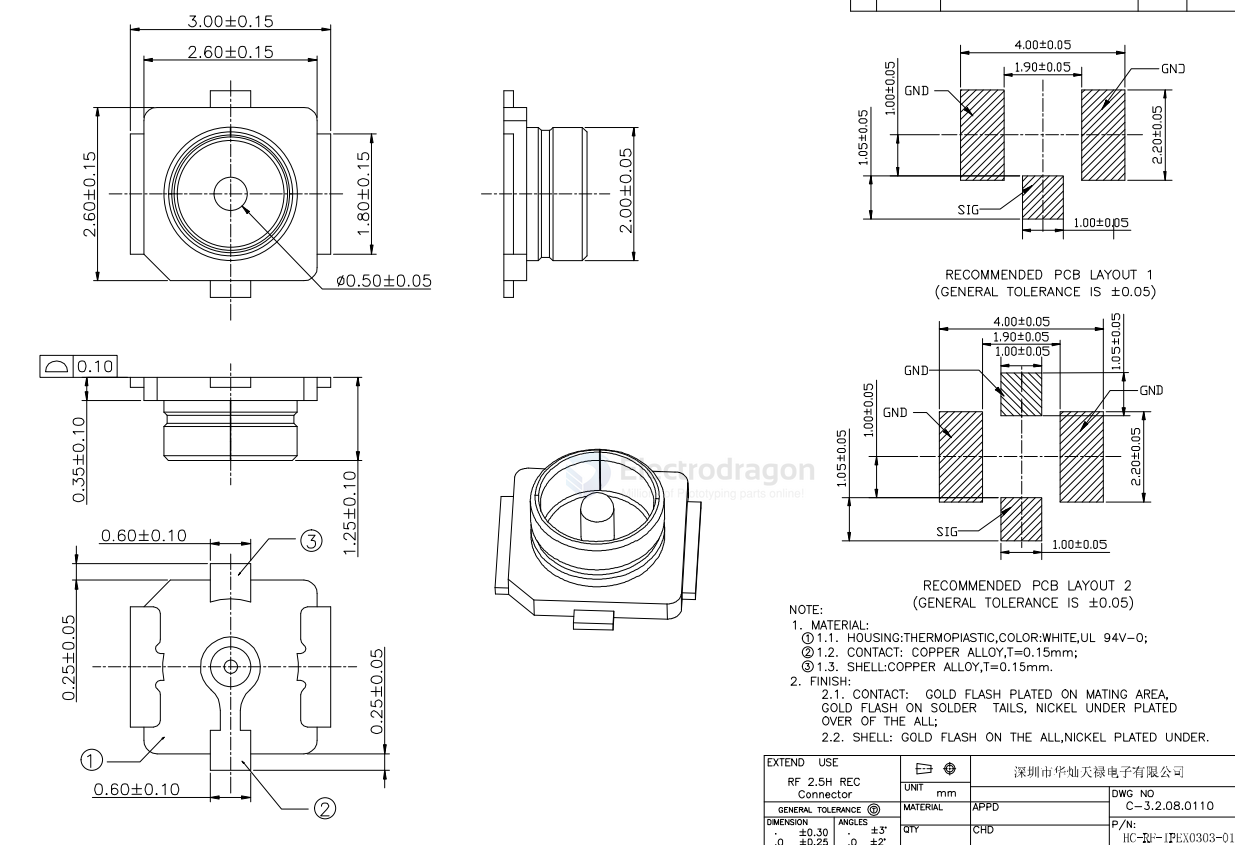 3.00±0.15
2.60±0.15
2.60±0.15
1.80±0.15
ø0.50±0.05
2.00±0.05
0.10
0.35±0.10
1.25±0.10
0.60±0.10
③
0.25±0.05
0.25±0.05
①
0.60±0.10
②
Electrodragon
Prototyping parts online!
4.00±0.05
1.90±0.05
GND
GND
1.00±0.05
1.05±0.05
2.20±0.05
SIG
1.00±0.05
RECOMMENDED PCB LAYOUT 1
(GENERAL TOLERANCE IS ±0.05)
4.00±0.05
1.90±0.05
1.00±0.05
1.05±0.05
GND
GND
GND
1.00±0.05
1.05±0.05
2.20±0.05
SIG
1.00±0.05
RECOMMENDED PCB LAYOUT 2
(GENERAL TOLERANCE IS ±0.05)
NOTE:
1. MATERIAL:
①1.1. HOUSING:THERMOPIASTIC,COLOR:WHITE,UL 94V-0;
②1.2. CONTACT: COPPER ALLOY,T=0.15mm;
③1.3. SHELL:COPPER ALLOY,T=0.15mm.
2. FINISH:
2.1. CONTACT: GOLD FLASH PLATED ON MATING AREA,
GOLD FLASH ON SOLDER TAILS, NICKEL UNDER PLATED
OVER OF THE ALL;
2.2. SHELL: GOLD FLASH ON THE ALL,NICKEL PLATED UNDER.
EXTEND USE
RF 2.5H REC
Connector
GENERAL TOLERANCE
DIMENSION ANGLES
. ±0.30 . ±3°
.0 ±0.25 .0 ±2°
UNIT mm
MATERIAL
QTY
深圳市华灿天禄电子有限公司
APPD
CHD
DWG NO
C-3.2.08.0110
P/N:
HC-RF-IPEX0303-01